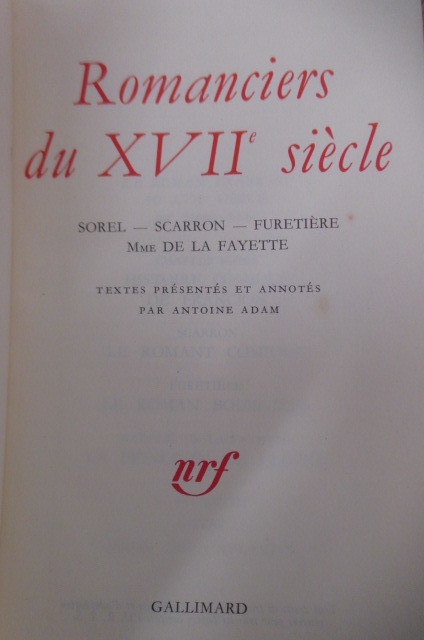 Romanciers
du XVIIe siècle
SOREL — SCARRON — FURETIÈRE
Mme DE LA FAYETTE
TEXTES PRÉSENTÉS ET ANNOTÉS
PAR ANTOINE ADAM
nrf
GALLIMARD